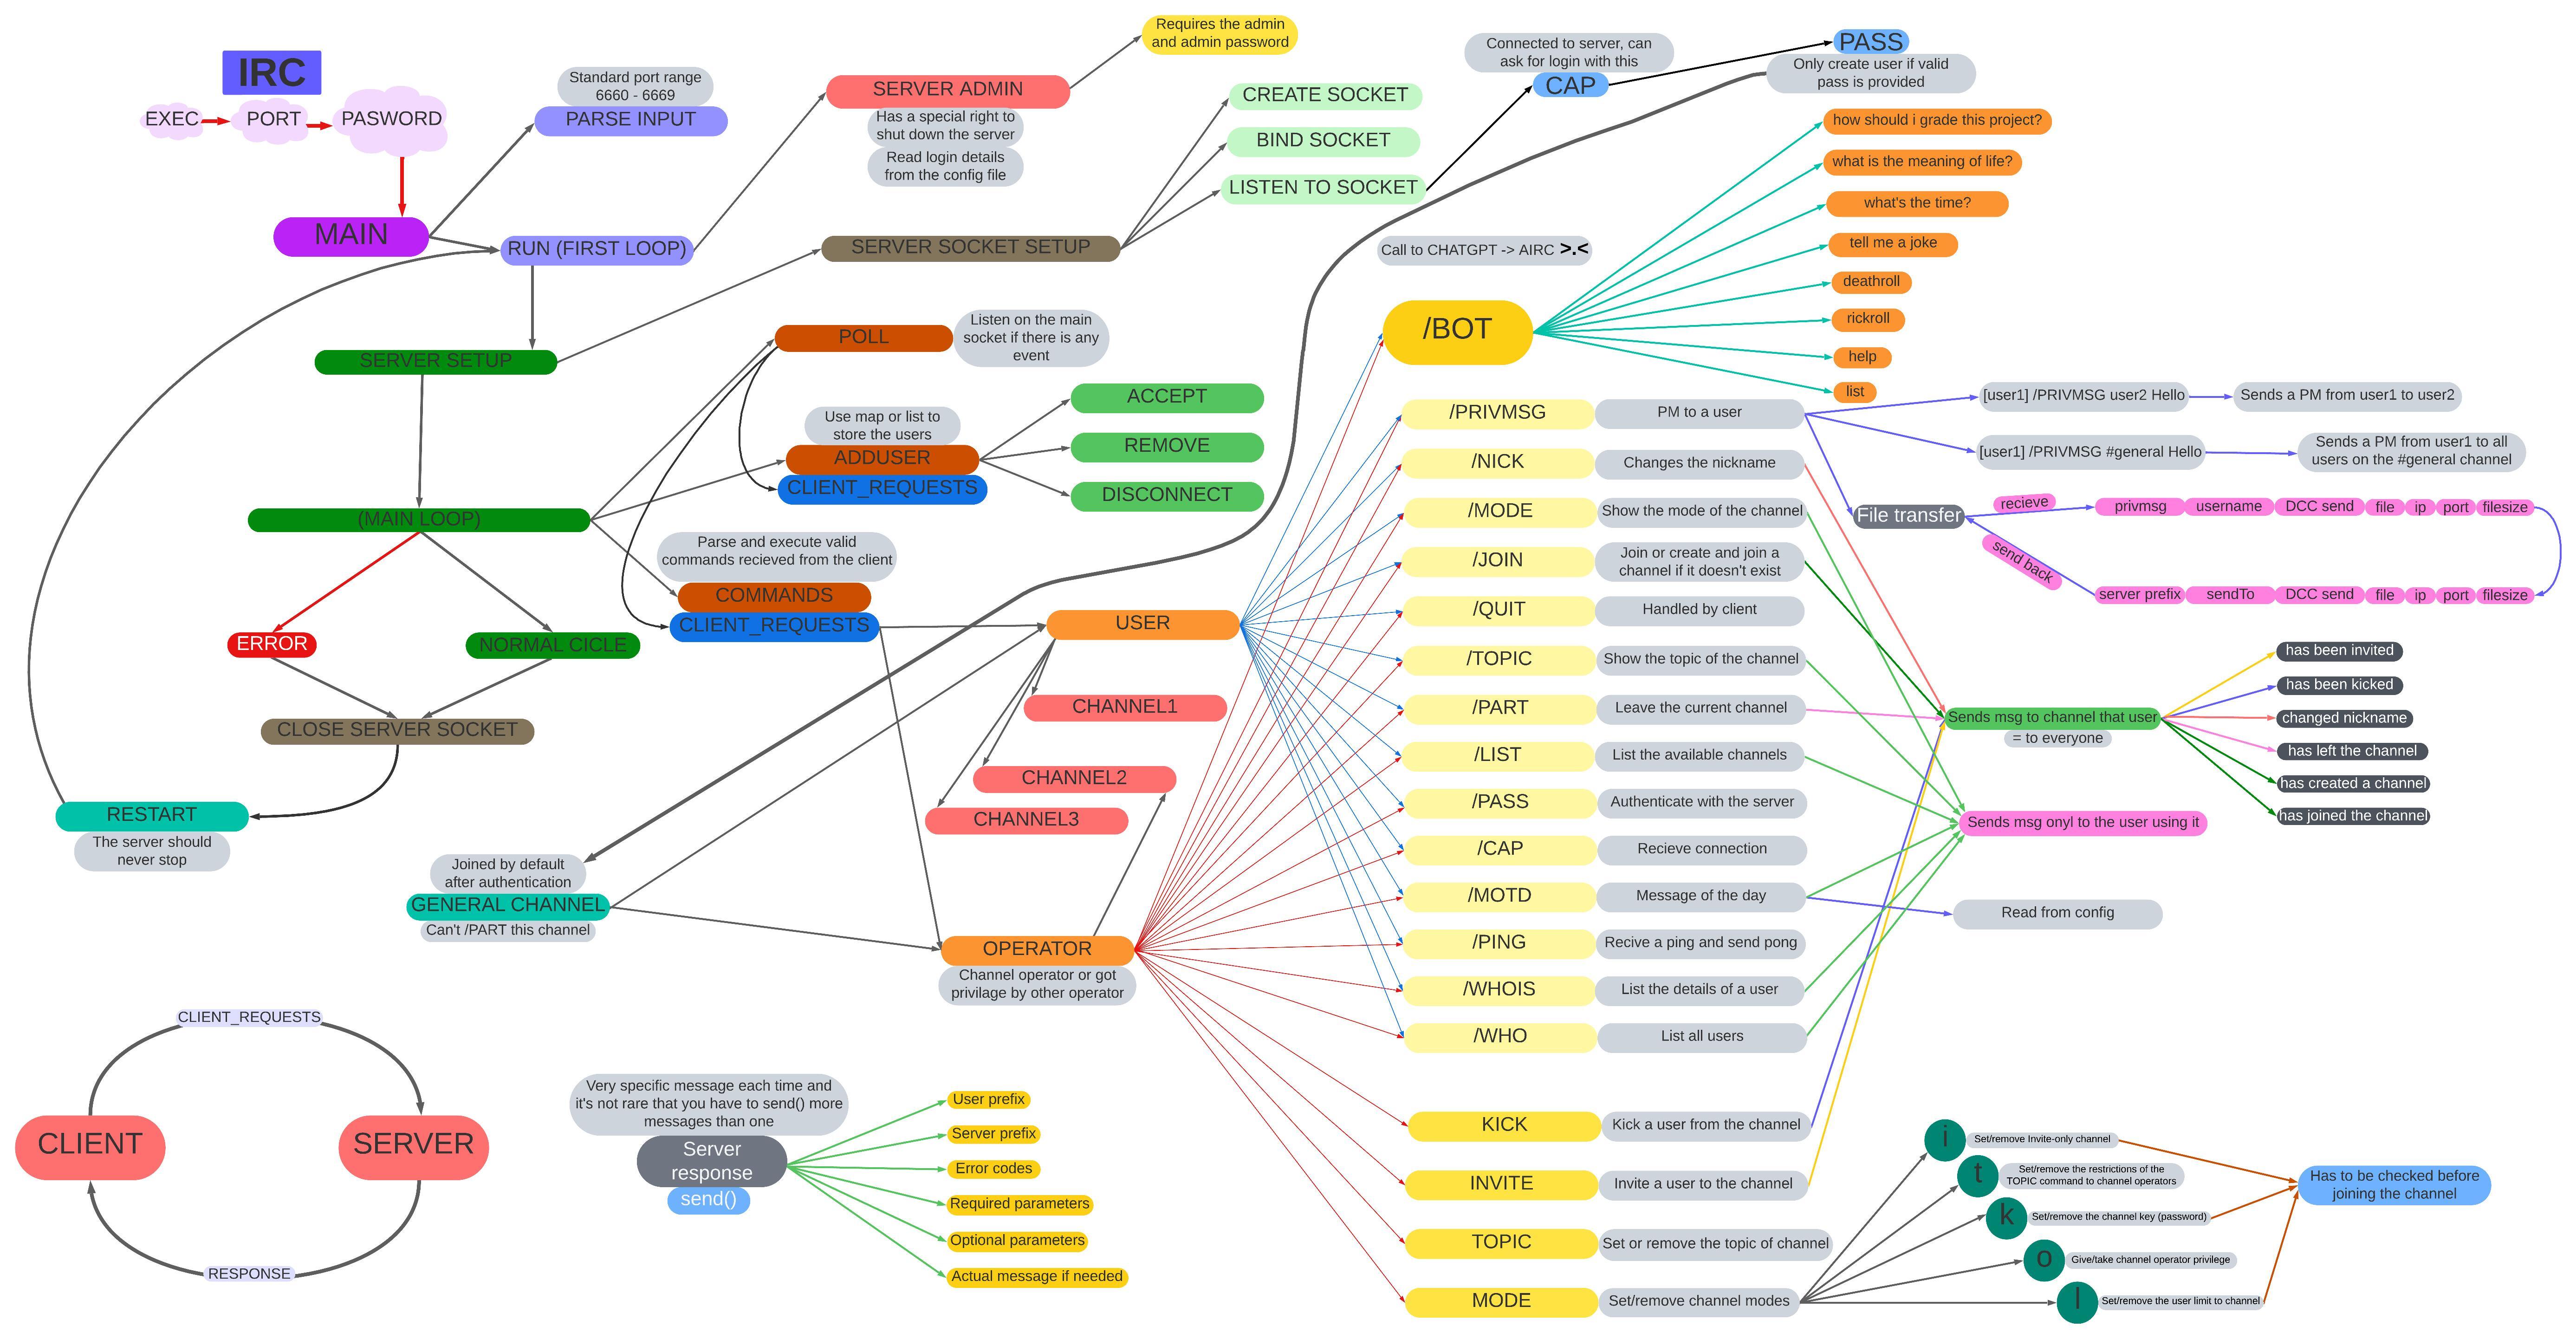 IRC
EXEC
PORT
PASWORD
MAIN
Standard port range
6660 - 6669
PARSE INPUT
RUN (FIRST LOOP)
SERVER ADMIN
Has a special right to
shut down the server
Read login details
from the config file
Requires the admin
and admin password
SERVER SOCKET SETUP
CREATE SOCKET
BIND SOCKET
LISTEN TO SOCKET
Connected to server, can
ask for login with this
CAP
PASS
Only create user if valid
pass is provided
SERVER SETUP
POLL
Listen on the main
socket if there is any
event
Use map or list to
store the users
ADDUSER
CLIENT_REQUESTS
ACCEPT
REMOVE
DISCONNECT
(MAIN LOOP)
Parse and execute valid
commands recieved from the client
COMMANDS
CLIENT_REQUESTS
ERROR
NORMAL CICLE
CLOSE SERVER SOCKET
RESTART
The server should
never stop
Joined by default
after authentication
GENERAL CHANNEL
Can't /PART this channel
USER
CHANNEL1
CHANNEL2
CHANNEL3
OPERATOR
Channel operator or got
privilage by other operator
Call to CHATGPT -> AIRC >.<
/BOT
how should i grade this project?
what is the meaning of life?
what's the time?
tell me a joke
deathroll
rickroll
help
list
/PRIVMSG
PM to a user
/NICK
Changes the nickname
/MODE
Show the mode of the channel
/JOIN
Join or create and join a
channel if it doesn't exist
/QUIT
Handled by client
/TOPIC
Show the topic of the channel
/PART
Leave the current channel
/LIST
List the available channels
/PASS
Authenticate with the server
/CAP
Recieve connection
/MOTD
Message of the day
/PING
Recive a ping and send pong
/WHOIS
List the details of a user
/WHO
List all users
KICK
Kick a user from the channel
INVITE
Invite a user to the channel
TOPIC
Set or remove the topic of channel
MODE
Set/remove channel modes
[user1] /PRIVMSG user2 Hello
Sends a PM from user1 to user2
[user1] /PRIVMSG #general Hello
Sends a PM from user1 to all
users on the #general channel
File transfer
recieve
privmsg
username
DCC send
file
ip
port
filesize
send back
server prefix
sendTo
DCC send
file
ip
port
filesize
Sends msg to channel that user
= to everyone
has been invited
has been kicked
changed nickname
has left the channel
has created a channel
has joined the channel
Sends msg onyl to the user using it
Read from config
i
Set/remove Invite-only channel
t
Set/remove the restrictions of the
TOPIC command to channel operators
k
Set/remove the channel key (password)
o
Give/take channel operator privilege
l
Set/remove the user limit to channel
Has to be checked before
joining the channel
CLIENT_REQUESTS
CLIENT
SERVER
RESPONSE
Very specific message each time and
it's not rare that you have to send() more
messages than one
Server
response
send()
User prefix
Server prefix
Error codes
Required parameters
Optional parameters
Actual message if needed